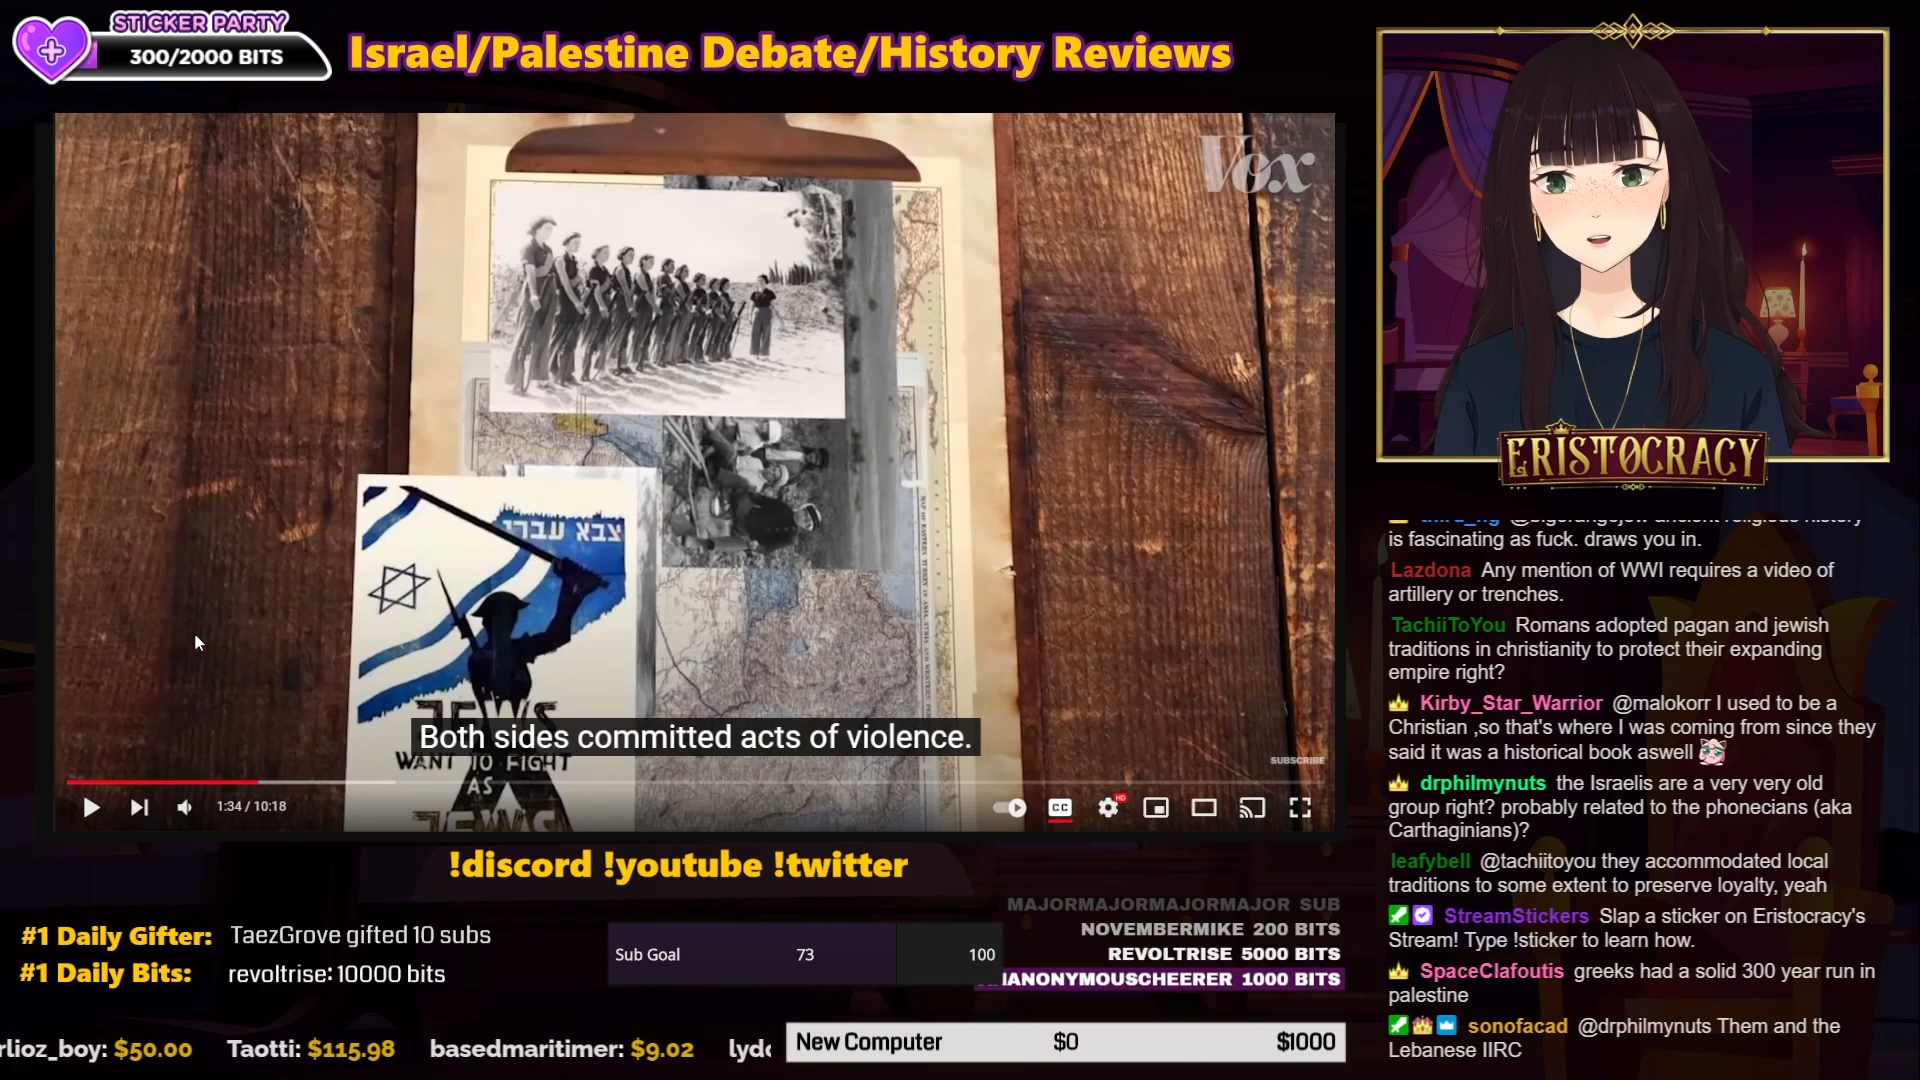 STICKER PARTY
300/2000 BITS
Israel/Palestine Debate/History Reviews
Vox
צבא עברי
JEWS
WANT TO FIGHT
AS
JEWS
Both sides committed acts of violence.
SUBSCRIBE
1:34 / 10:18
CC
HD
!discord !youtube !twitter
#1 Daily Gifter: TaezGrove gifted 10 subs
#1 Daily Bits: revoltrise: 10000 bits
Sub Goal 73 100
MAJORMAJORMAJORMAJOR SUB
NOVEMBERMIKE 200 BITS
REVOLTRISE 5000 BITS
ANONYMOUSCHEERER 1000 BITS
rlioz_boy: $50.00 Taotti: $115.98 basedmaritimer: $9.02
New Computer $0 $1000
ERISTOCRACY
is fascinating as fuck. draws you in.
Lazdona Any mention of WWI requires a video of
artillery or trenches.
TachiiToYou Romans adopted pagan and jewish
traditions in christianity to protect their expanding
empire right?
Kirby_Star_Warrior @malokorr I used to be a
Christian ,so that's where I was coming from since they
said it was a historical book aswell
drphilmynuts the Israelis are a very very old
group right? probably related to the phonecians (aka
Carthaginians)?
leafybell @tachiitoyou they accommodated local
traditions to some extent to preserve loyalty, yeah
StreamStickers Slap a sticker on Eristocracy's
Stream! Type !sticker to learn how.
SpaceClafoutis greeks had a solid 300 year run in
palestine
sonofacad @drphilmynuts Them and the
Lebanese IIRC